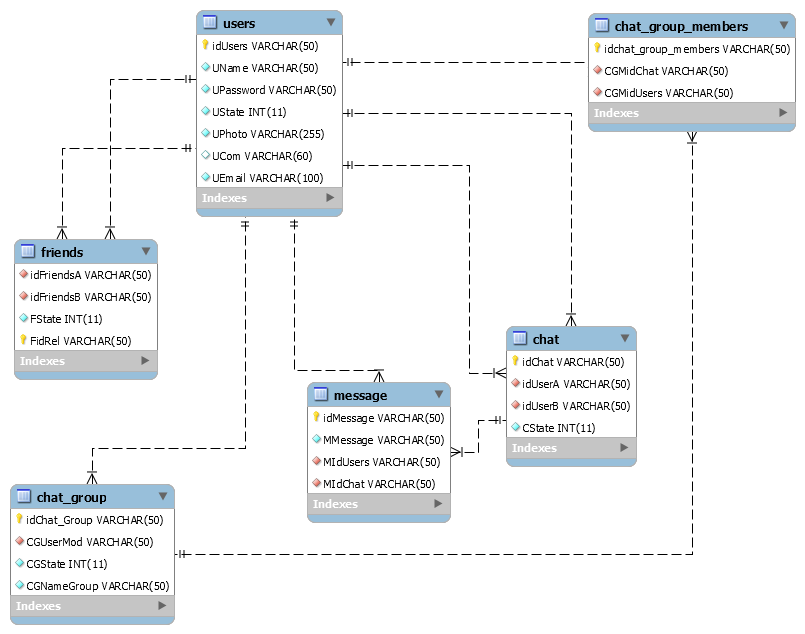 users
idUsers VARCHAR(50)
UName VARCHAR(50)
UPassword VARCHAR(50)
UState INT(11)
UPhoto VARCHAR(255)
UCom VARCHAR(60)
UEmail VARCHAR(100)
Indexes
chat_group_members
idchat_group_members VARCHAR(50)
CGMidChat VARCHAR(50)
CGMidUsers VARCHAR(50)
Indexes
friends
idFriendsA VARCHAR(50)
idFriendsB VARCHAR(50)
FState INT(11)
FidRel VARCHAR(50)
Indexes
chat
idChat VARCHAR(50)
idUserA VARCHAR(50)
idUserB VARCHAR(50)
CState INT(11)
Indexes
message
idMessage VARCHAR(50)
MMessage VARCHAR(50)
MIdUsers VARCHAR(50)
MIdChat VARCHAR(50)
Indexes
chat_group
idChat_Group VARCHAR(50)
CGUserMod VARCHAR(50)
CGState INT(11)
CGNameGroup VARCHAR(50)
Indexes